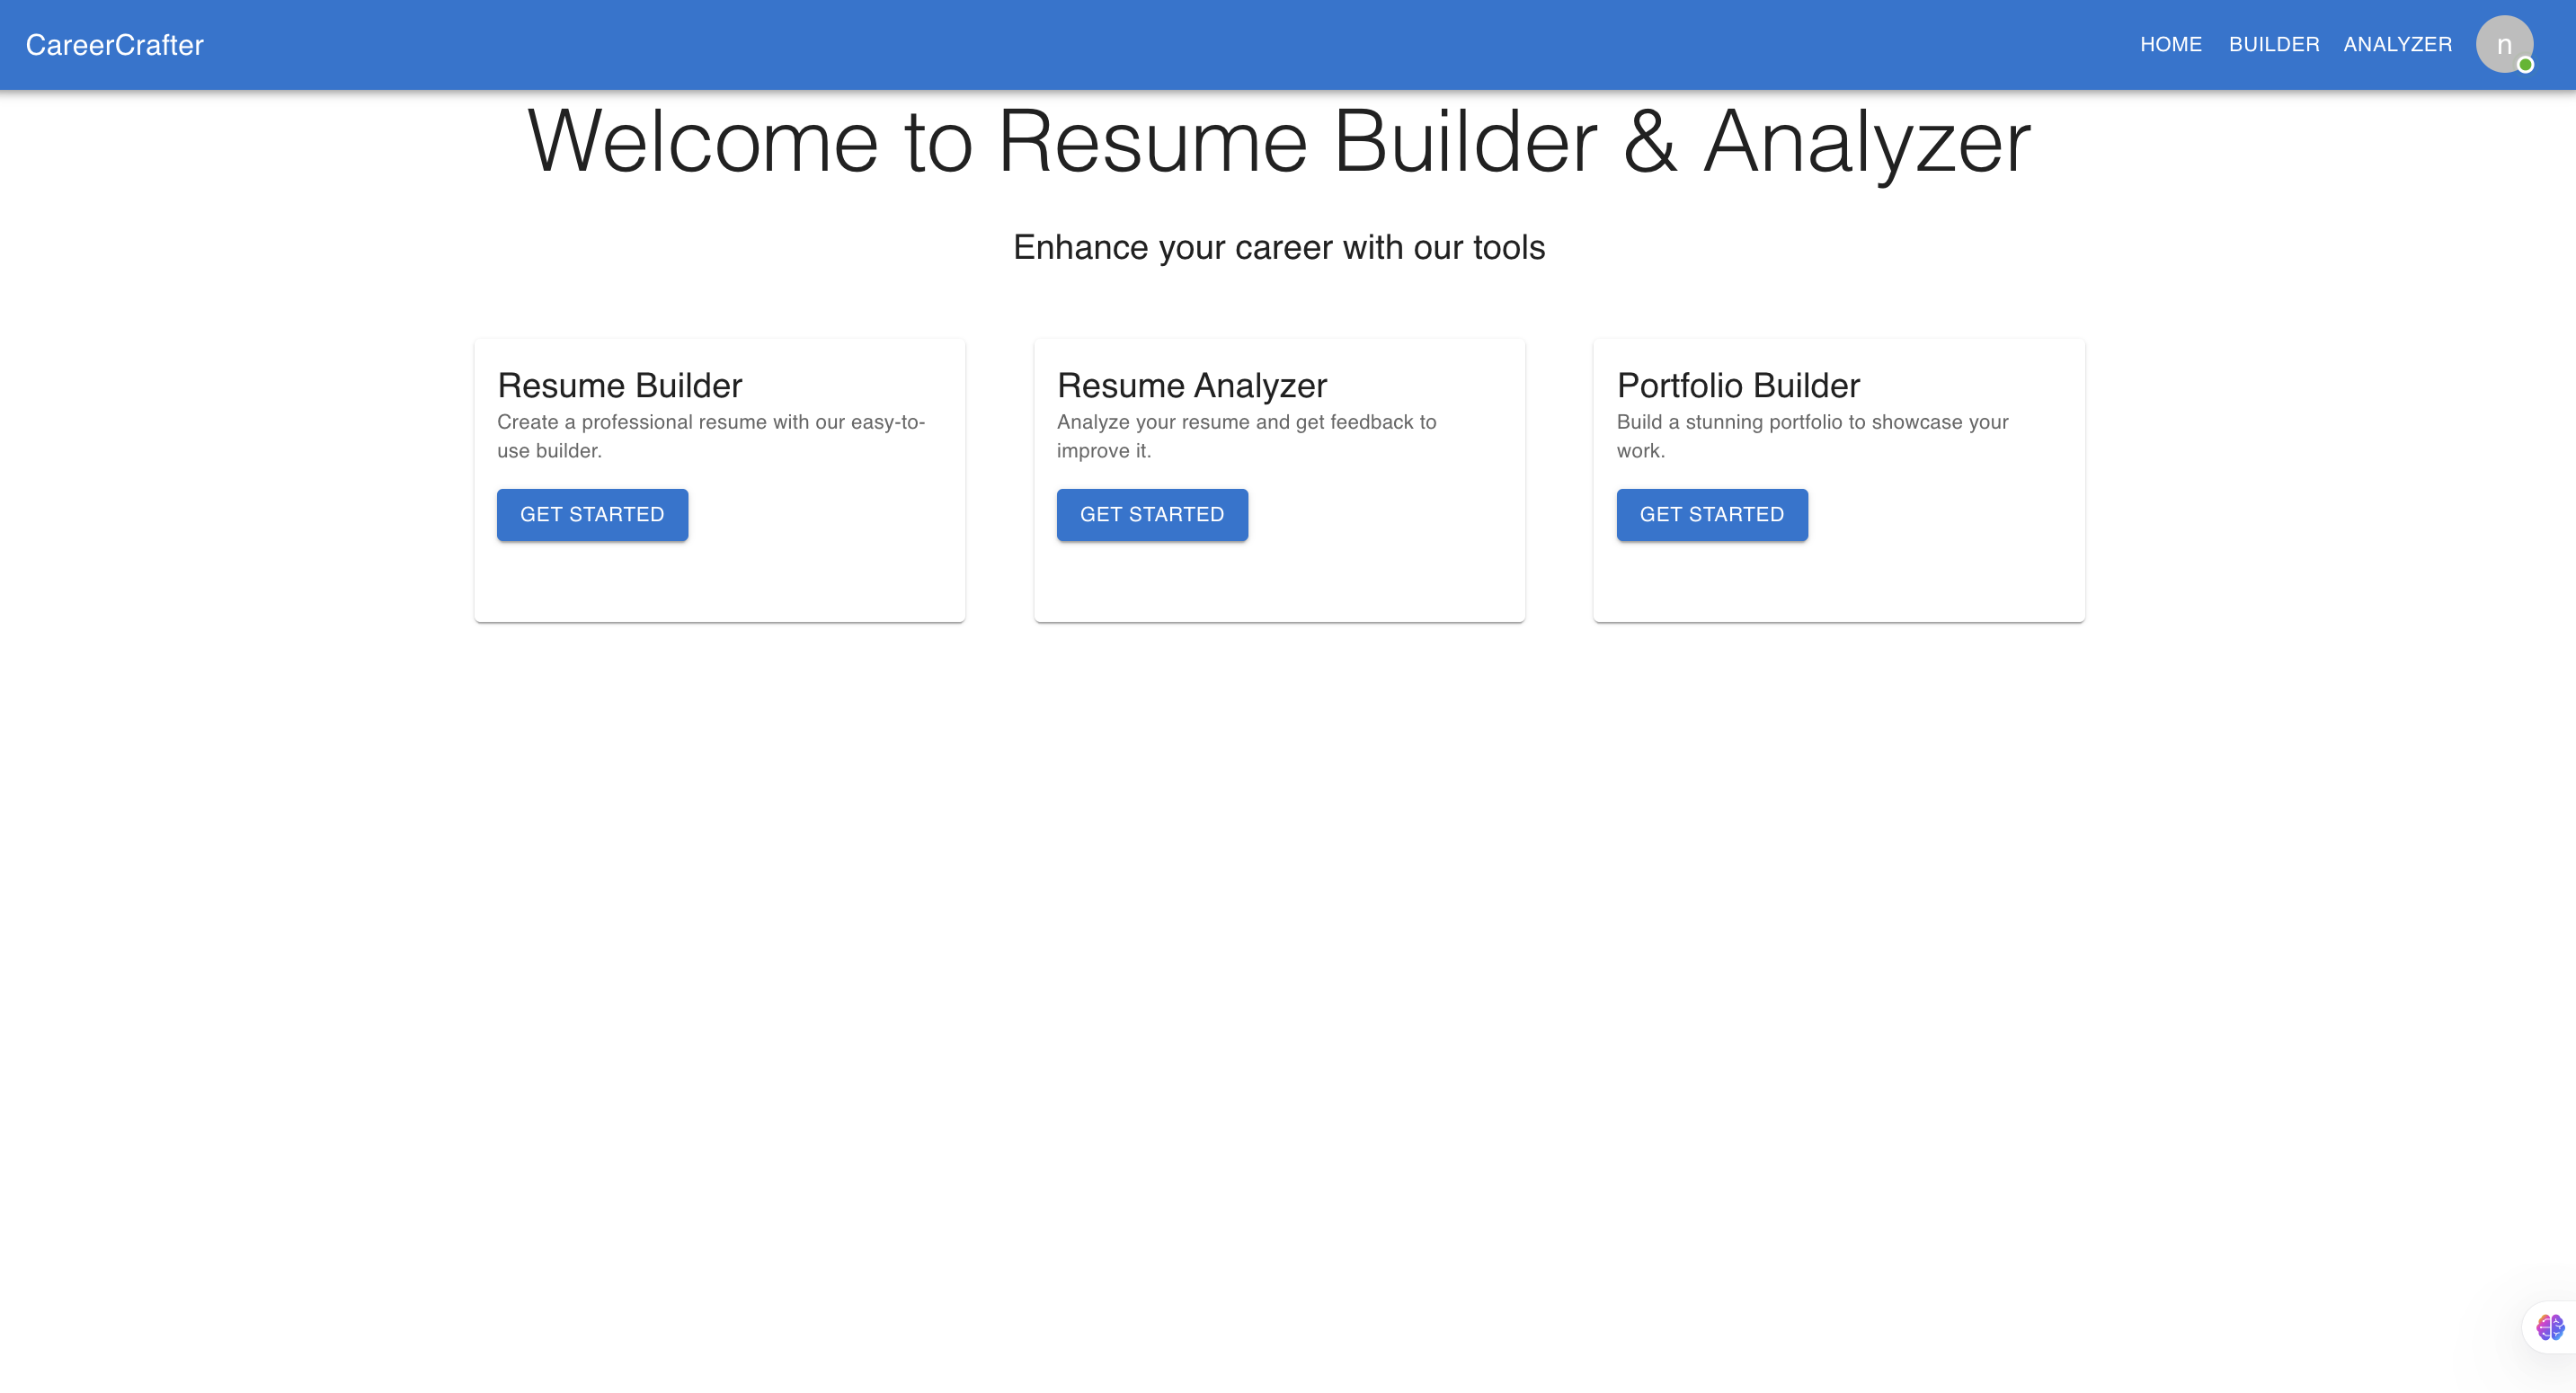 CareerCrafter
HOME BUILDER ANALYZER n
Welcome to Resume Builder & Analyzer
Enhance your career with our tools
Resume Builder
Create a professional resume with our easy-to-
use builder.
GET STARTED
Resume Analyzer
Analyze your resume and get feedback to
improve it.
GET STARTED
Portfolio Builder
Build a stunning portfolio to showcase your
work.
GET STARTED